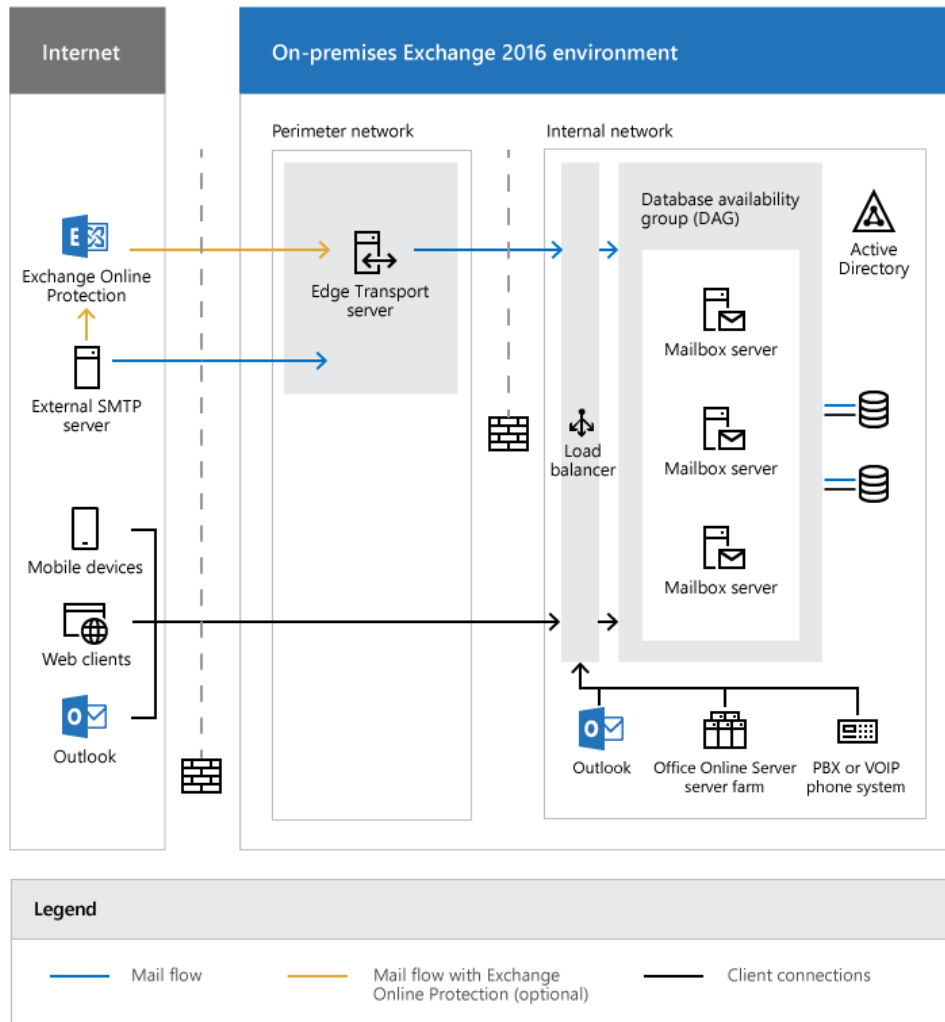 Internet
On-premises Exchange 2016 environment
Perimeter network
Internal network
Exchange Online
Protection
External SMTP
server
Mobile devices
Web clients
Outlook
Edge Transport
server
Load
balancer
Database availability
group (DAG)
Mailbox server
Mailbox server
Mailbox server
Active
Directory
Outlook
Office Online Server
server farm
PBX or VOIP
phone system
Legend
Mail flow
Mail flow with Exchange
Online Protection (optional)
Client connections